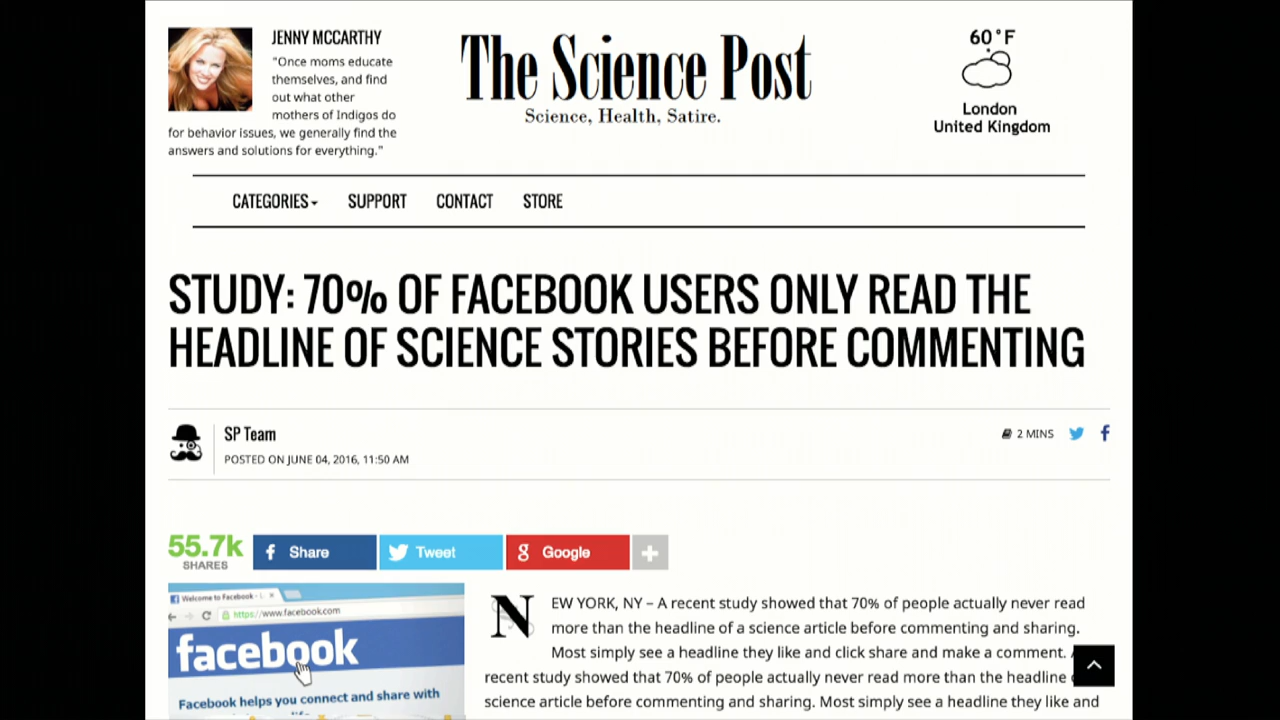 JENNY MCCARTHY
"Once moms educate
themselves, and find
out what other
mothers of Indigos do
for behavior issues, we generally find the
answers and solutions for everything."
The Science Post
Science, Health, Satire.
60°F
London
United Kingdom
CATEGORIES
SUPPORT
CONTACT
STORE
STUDY: 70% OF FACEBOOK USERS ONLY READ THE
HEADLINE OF SCIENCE STORIES BEFORE COMMENTING
SP Team
POSTED ON JUNE 04, 2016, 11:50 AM
2 MINS
55.7k
SHARES
Share
Tweet
Google
Welcome to Facebook - L
https://www.facebook.com
facebook
Facebook helps you connect and share with
NEW YORK, NY – A recent study showed that 70% of people actually never read
more than the headline of a science article before commenting and sharing.
Most simply see a headline they like and click share and make a comment.
recent study showed that 70% of people actually never read more than the headline
science article before commenting and sharing. Most simply see a headline they like and